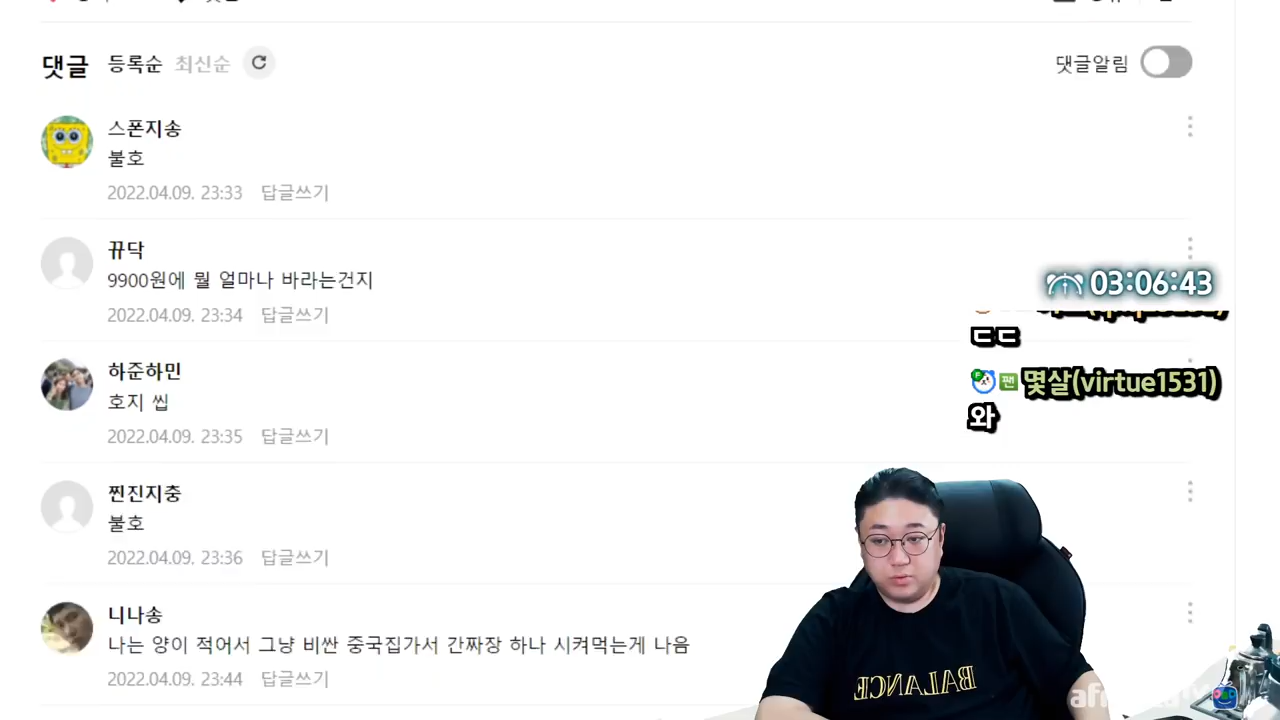 댓글 등록순 최신순
댓글알림
스폰지송
불호
2022.04.09. 23:33 답글쓰기
뀨닥
9900원에 뭘 얼마나 바라는건지
2022.04.09. 23:34 답글쓰기
03:06:43
ㄷㄷ
하준하민
호지 씹
2022.04.09. 23:35 답글쓰기
팬 몇살(virtue1531)
와
찐진지충
불호
2022.04.09. 23:36 답글쓰기
니나송
나는 양이 적어서 그냥 비싼 중국집가서 간짜장 하나 시켜먹는게 나음
2022.04.09. 23:44 답글쓰기
BALANCE